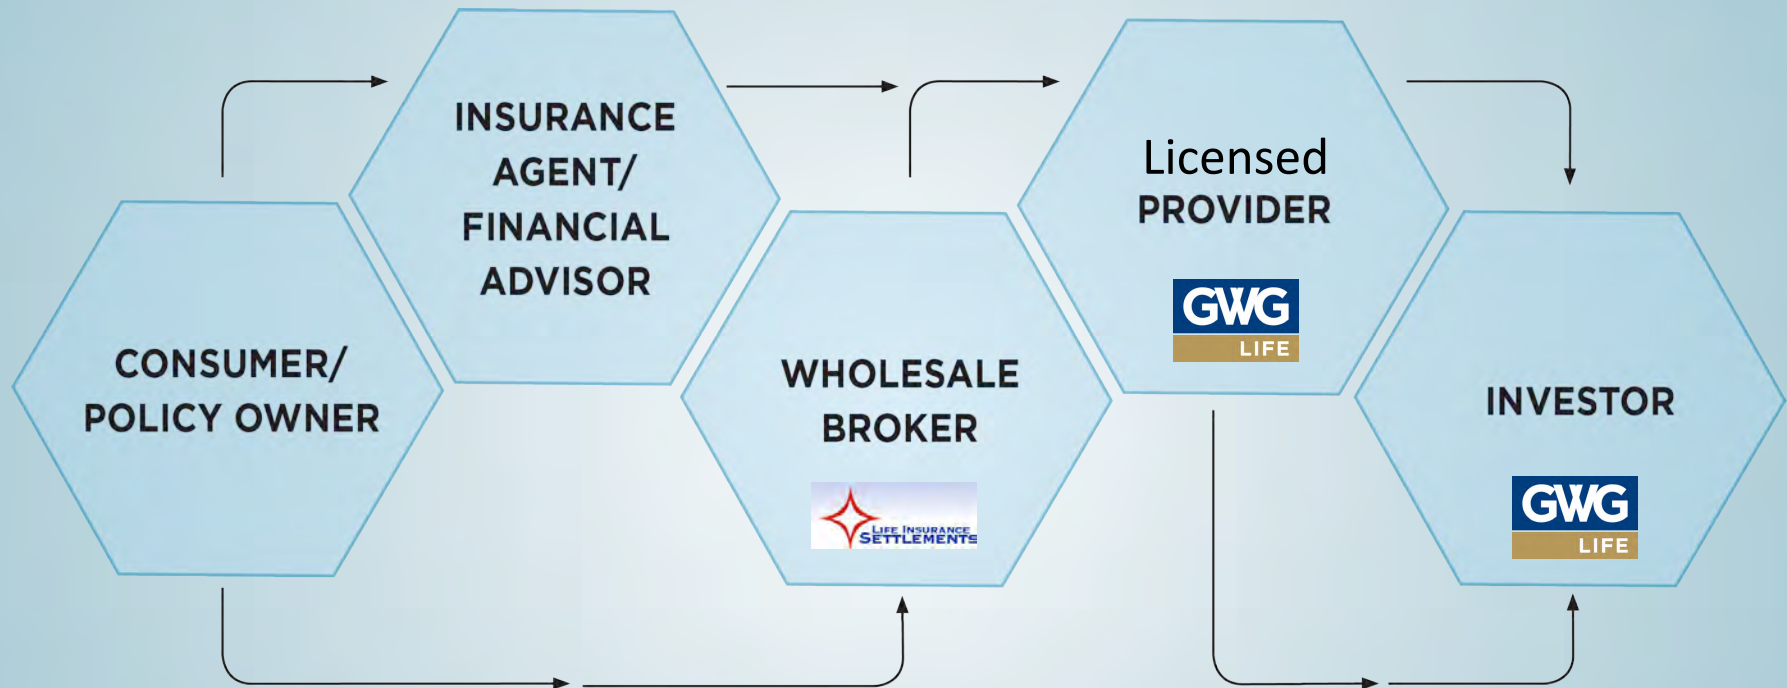 CONSUMER/
POLICY OWNER
INSURANCE
AGENT/
FINANCIAL
ADVISOR
WHOLESALE
BROKER
LIFE INSURANCE
SETTLEMENTS
Licensed
PROVIDER
GWG
LIFE
INVESTOR
GWG
LIFE